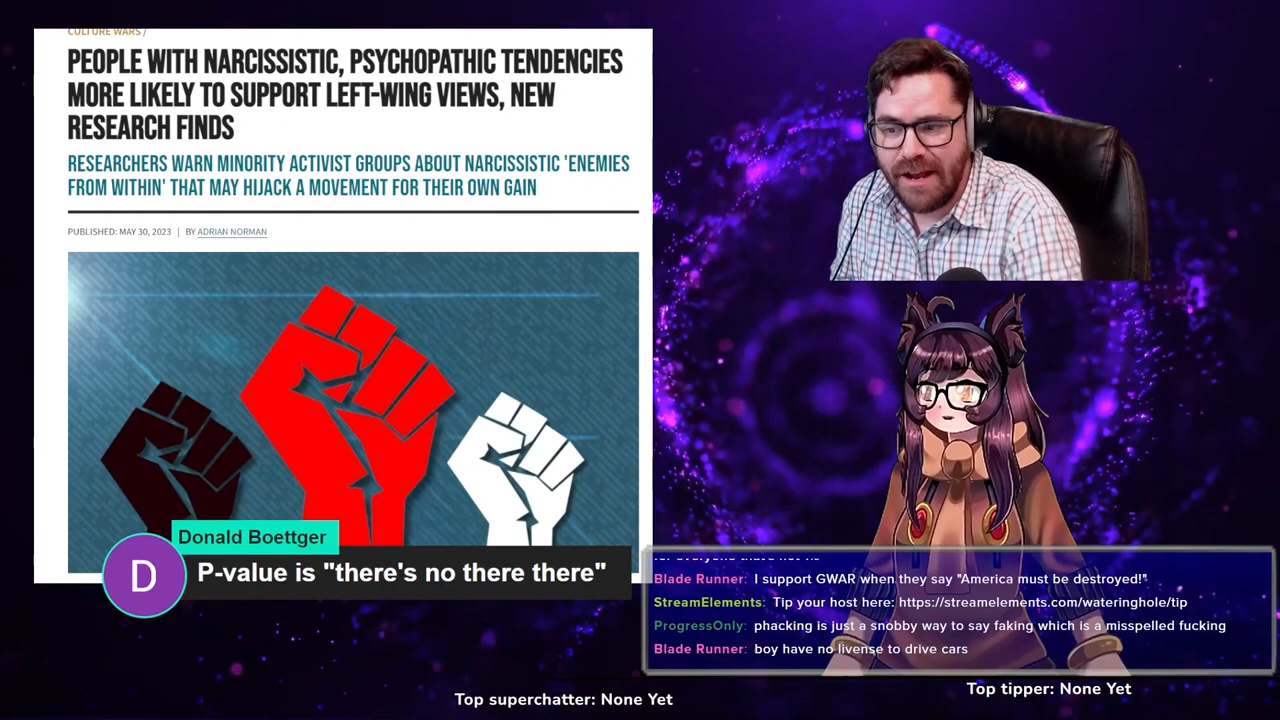 CULTURE WARS /
PEOPLE WITH NARCISSISTIC, PSYCHOPATHIC TENDENCIES
MORE LIKELY TO SUPPORT LEFT-WING VIEWS, NEW
RESEARCH FINDS
RESEARCHERS WARN MINORITY ACTIVIST GROUPS ABOUT NARCISSISTIC 'ENEMIES
FROM WITHIN' THAT MAY HIJACK A MOVEMENT FOR THEIR OWN GAIN
PUBLISHED: MAY 30, 2023 | BY ADRIAN NORMAN
Donald Boettger
D
P-value is "there's no there there"
Blade Runner: I support GWAR when they say "America must be destroyed!"
StreamElements: Tip your host here: https://streamelements.com/wateringhole/tip
ProgressOnly: phacking is just a snobby way to say faking which is a misspelled fucking
Blade Runner: boy have no livense to drive cars
Top superchatter: None Yet
Top tipper: None Yet